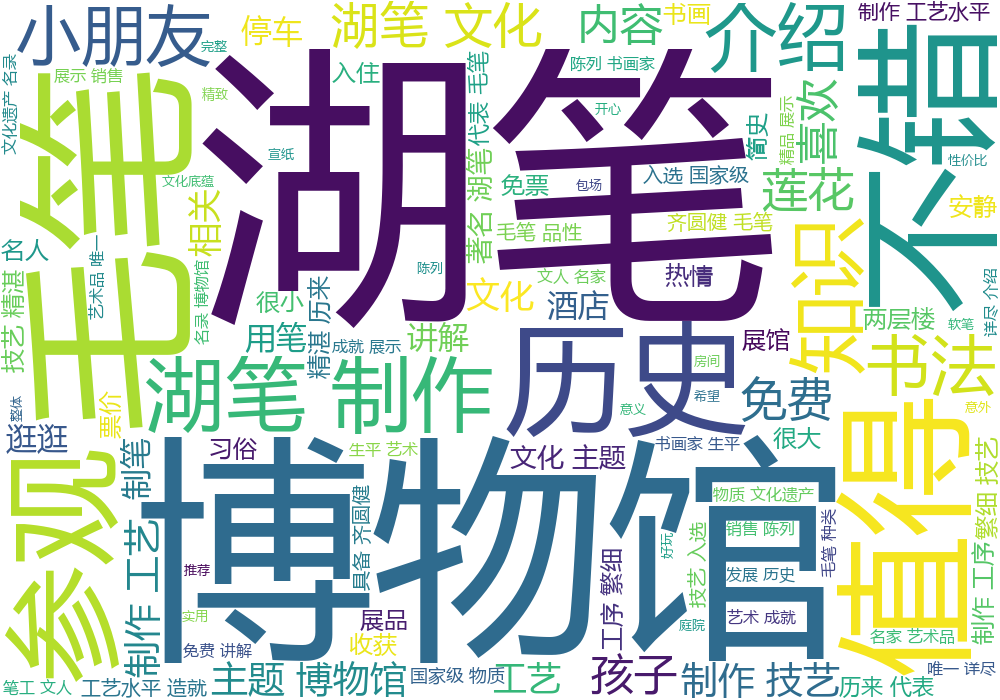 小朋友
停车
湖笔 文化
内容
书画
介绍
制作 工艺水平
完整
文化遗产 名录
展示 销售
入住
代表 毛笔
陈列 书画家
不错
精致
开心
简史
精品 展示
喜欢
毛笔
湖笔
宣纸
性价比
文化底蕴
免票
包场
入选 国家级
莲花
安静
相关
著名 湖笔
毛笔 品性
齐圆健 毛笔
名人
艺术品 唯一
陈列
文人 名家
热情
知识
技艺 精湛
名录 博物馆
很小
精湛 历来
文化
酒店
两层楼
软笔
详尽 介绍
用笔
成就 展示
讲解
历史
展馆
湖笔 制作
房间
书法
整体
票价
意义
希望
免费
意外
逛逛
参观
制笔
习俗
生平 艺术
文化 主题
书画家 生平
很大
值得
博物馆
具备 齐圆健
物质 文化遗产
制作 工序
繁细 技艺
制作 工艺
好玩
技艺 入选
销售 陈列
毛笔 种类
推荐
工序 繁细
发展 历史
实用
展品
庭院
艺术 成就
免费 讲解
收获
名家 艺术品
笔工 文人
工艺水平 造就
主题 博物馆
国家级 物质
工艺
孩子
制作 技艺
历来 代表
唯一 详尽